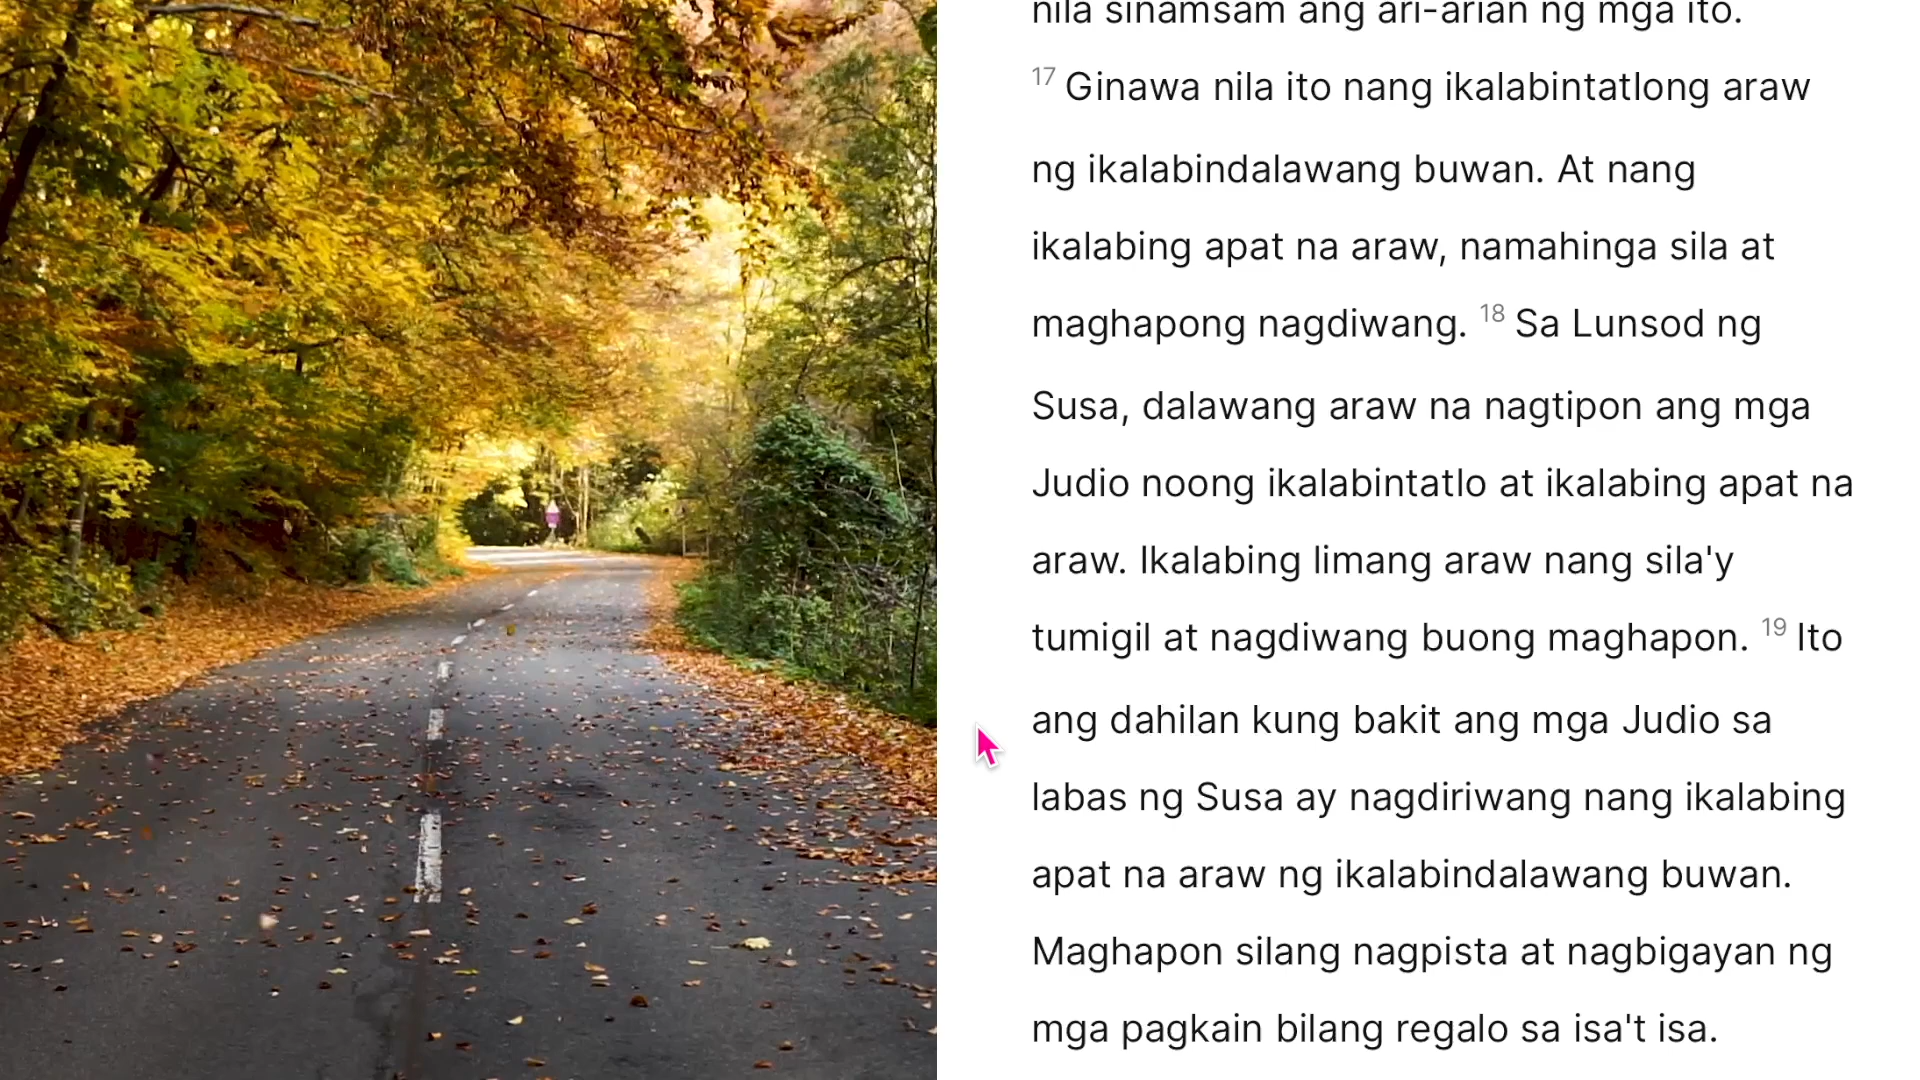 nila sinamsam ang ari-arian ng mga ito.
17 Ginawa nila ito nang ikalabintatlong araw
ng ikalabindalawang buwan. At nang
ikalabing apat na araw, namahinga sila at
maghapong nagdiwang. 18 Sa Lunsod ng
Susa, dalawang araw na nagtipon ang mga
Judio noong ikalabintatlo at ikalabing apat na
araw. Ikalabing limang araw nang sila'y
tumigil at nagdiwang buong maghapon. 19 Ito
ang dahilan kung bakit ang mga Judio sa
labas ng Susa ay nagdiriwang nang ikalabing
apat na araw ng ikalabindalawang buwan.
Maghapon silang nagpista at nagbigayan ng
mga pagkain bilang regalo sa isa't isa.